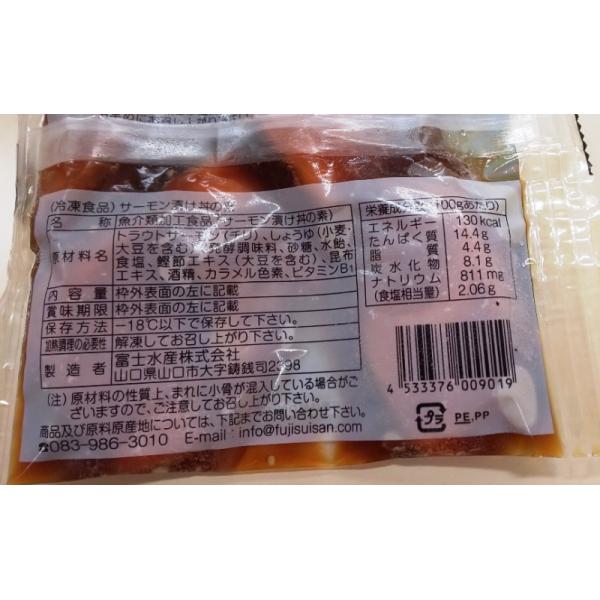 (冷凍食品) サーモン漬け丼の素
名称 魚介類加工食品(サーモン漬け丼の素)
原材料名 トラウトサーモン(チリ)、しょうゆ(小麦・
大豆を含む)、発酵調味料、砂糖、水飴、
食塩、鰹節エキス(大豆を含む)、昆布
エキス、酒精、カラメル色素、ビタミンB1
内容量 枠外表面の左に記載
賞味期限 枠外表面の左に記載
保存方法 −18℃以下で保存して下さい。
加熱調理の必要性 解凍してお召し上がり下さい。
製造者 富士水産株式会社
山口県山口市大字鋳銭司2398
(注)原材料の性質上、まれに小骨が混入している場合がご
ざいますので、ご注意してお召し上がり下さい。
商品及び原料原産地については、下記までお問い合わせ下さい。
☎083-986-3010 E-mail : info@fujisuisan.com
栄養成分 00gあたり)
エネルギー 130kcal
たんぱく質 14.4g
脂質 4.4g
炭水化物 8.1g
ナトリウム 811mg
(食塩相当量) 2.06g
4 533376 009019
プラ PE,PP